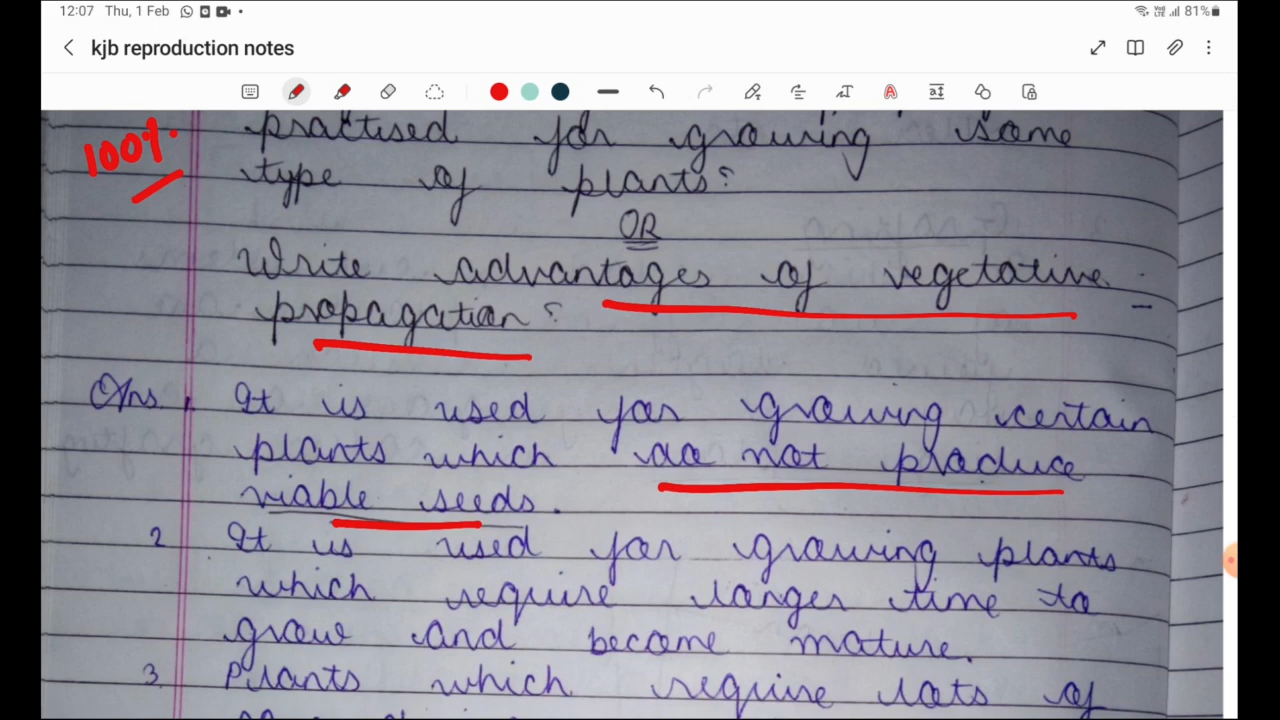 12:07 Thu, 1 Feb
81%
kjb reproduction notes
100%.
practised for growing some
type of plants?
OR
Write advantages of vegetative
propagation?
Ans. 1 It is used for growing certain
plants which do not produce
viable seeds.
2 It is used for growing plants
which require longer time to
grow and become mature.
3. Plants which require lots of